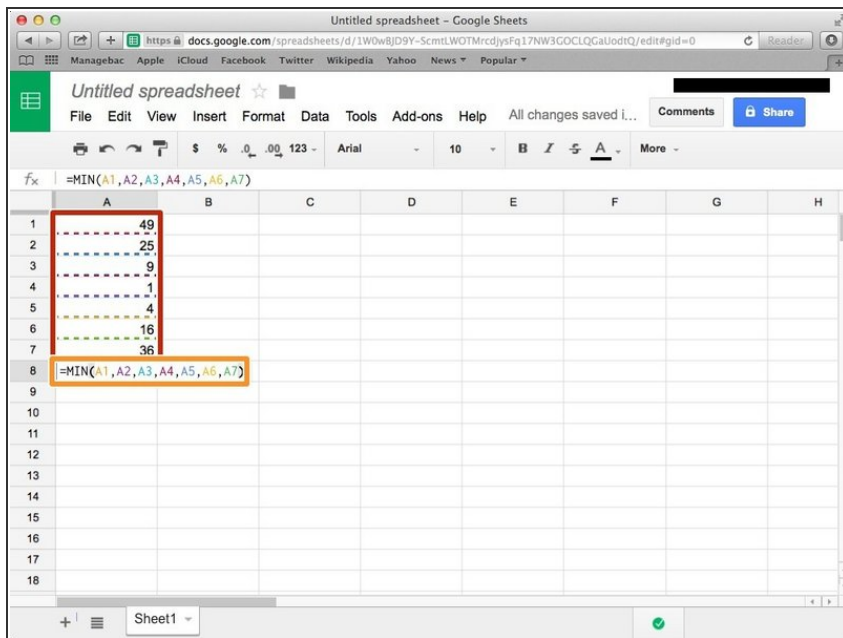 Untitled spreadsheet – Google Sheets
https docs.google.com/spreadsheets/d/1W0wBJD9Y-ScmtLWOTMrcdjysFq17NW3GOCLQGaUodtQ/edit#gid=0 Reader
Managebac Apple iCloud Facebook Twitter Wikipedia Yahoo News Popular
Untitled spreadsheet
File Edit View Insert Format Data Tools Add-ons Help All changes saved i... Comments Share
$ % .0 .00 123 Arial 10 B I S A More
fx =MIN(A1,A2,A3,A4,A5,A6,A7)
A B C D E F G H
1 49
2 25
3 9
4 1
5 4
6 16
7 36
8 =MIN(A1,A2,A3,A4,A5,A6,A7)
9
10
11
12
13
14
15
16
17
18
+ Sheet1